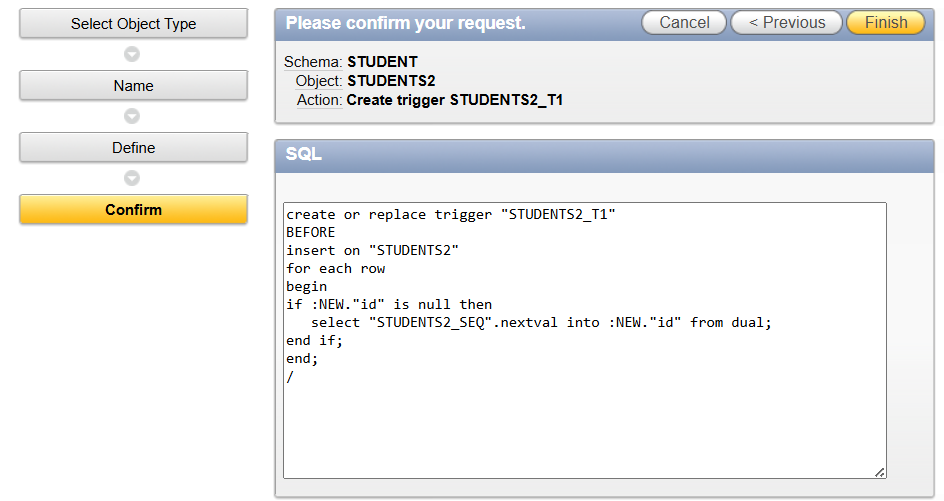 Select Object Type
Name
Define
Confirm
Please confirm your request.
Cancel
< Previous
Finish
Schema: STUDENT
Object: STUDENTS2
Action: Create trigger STUDENTS2_T1
SQL
create or replace trigger "STUDENTS2_T1"
BEFORE
insert on "STUDENTS2"
for each row
begin
if :NEW."id" is null then
   select "STUDENTS2_SEQ".nextval into :NEW."id" from dual;
end if;
end;
/